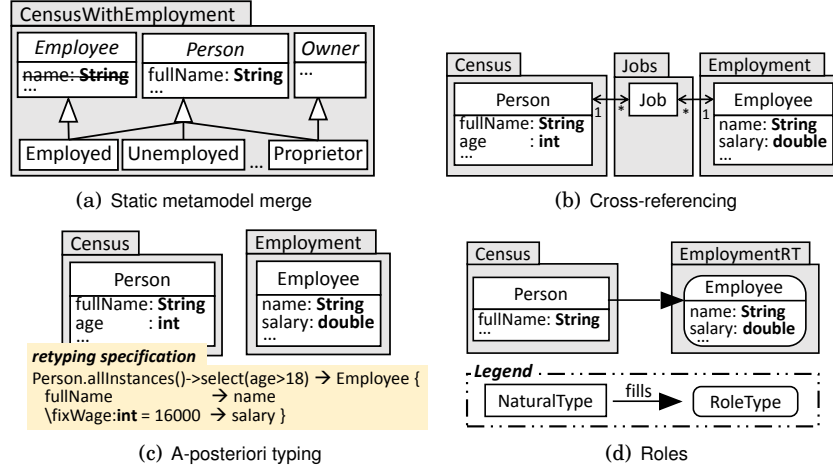 CensusWithEmployment
Employee
Person
Owner
name: String
...
fullName: String
...
...
Employed
Unemployed
...
Proprietor
(a) Static metamodel merge
Census
Jobs
Employment
Person
fullName: String
age : int
...
1
*
Job
*
1
Employee
name: String
salary: double
...
(b) Cross-referencing
Census
Employment
Person
fullName: String
age : int
...
Employee
name: String
salary: double
...
retyping specification
Person.allInstances()->select(age>18) → Employee {
fullName → name
\fixWage:int = 16000 → salary }
(c) A-posteriori typing
Census
EmploymentRT
Person
fullName: String
...
Employee
name: String
salary: double
...
Legend
NaturalType
fills
RoleType
(d) Roles